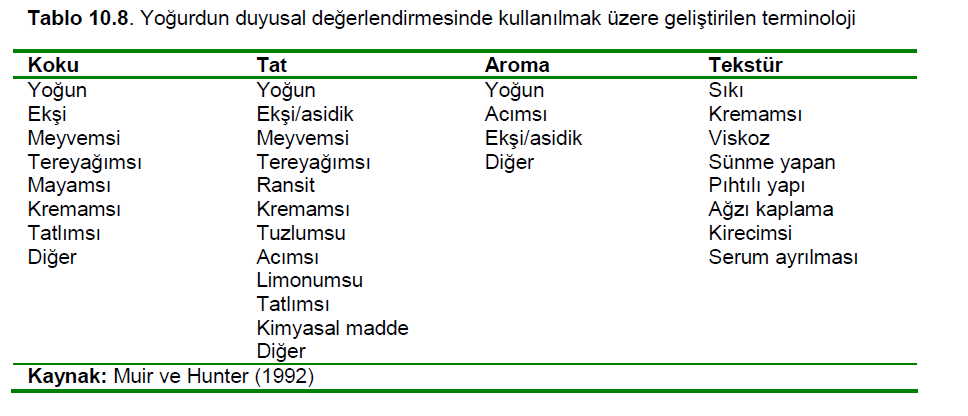 Tablo 10.8. Yoğurdun duyusal değerlendirmesinde kullanılmak üzere geliştirilen terminoloji
Koku Tat Aroma Tekstür
Yoğun Yoğun Yoğun Sıkı
Ekşi Ekşi/asidik Acımsı Kremamsı
Meyvemsi Meyvemsi Ekşi/asidik Viskoz
Tereyağımsı Tereyağımsı Diğer Sünme yapan
Mayamsı Ransit Pıhtılı yapı
Kremamsı Kremamsı Ağzı kaplama
Tatlımsı Tuzlumsu Kirecimsi
Diğer Acımsı Serum ayrılması
Limonumsu
Tatlımsı
Kimyasal madde
Diğer
Kaynak: Muir ve Hunter (1992)